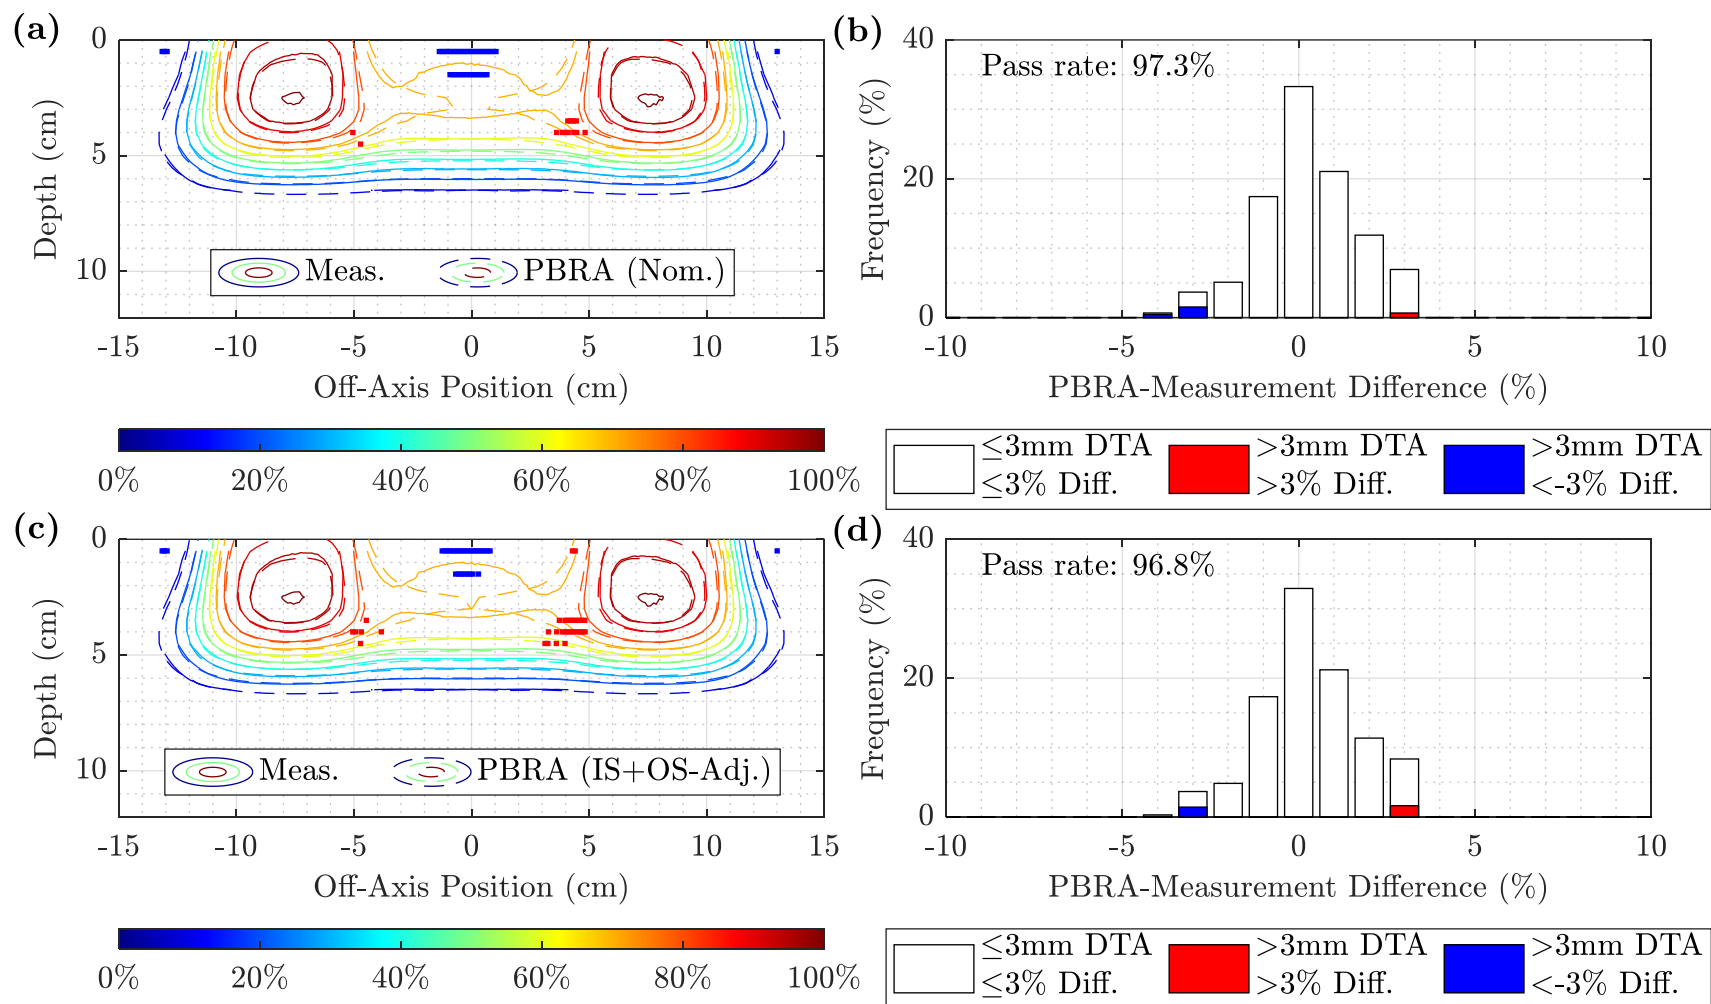 (a)
0
5
10
Depth (cm)
Meas.
PBRA (Nom.)
-15 -10 -5 0 5 10 15
Off-Axis Position (cm)
0% 20% 40% 60% 80% 100%
(b)
40
20
0
Frequency (%)
Pass rate: 97.3%
-10 -5 0 5 10
PBRA-Measurement Difference (%)
≤3mm DTA >3mm DTA >3mm DTA
≤3% Diff. >3% Diff. <-3% Diff.
(c)
0
5
10
Depth (cm)
Meas.
PBRA (IS+OS-Adj.)
-15 -10 -5 0 5 10 15
Off-Axis Position (cm)
0% 20% 40% 60% 80% 100%
(d)
40
20
0
Frequency (%)
Pass rate: 96.8%
-10 -5 0 5 10
PBRA-Measurement Difference (%)
≤3mm DTA >3mm DTA >3mm DTA
≤3% Diff. >3% Diff. <-3% Diff.